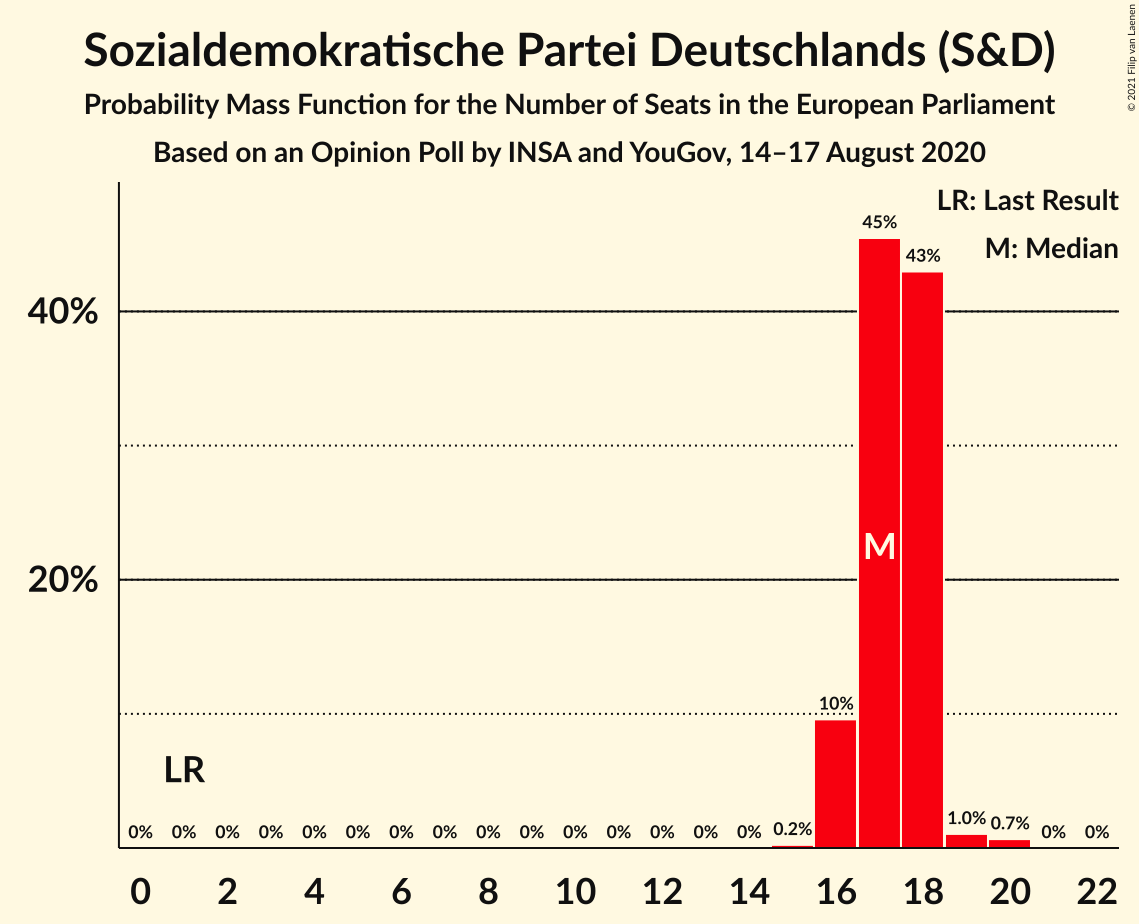 Sozialdemokratische Partei Deutschlands (S&D)
Probability Mass Function for the Number of Seats in the European Parliament
Based on an Opinion Poll by INSA and YouGov, 14–17 August 2020
© 2021 Filip van Laenen
LR: Last Result
M: Median
45%
43%
40%
M
20%
10%
LR
0% 0% 0% 0% 0% 0% 0% 0% 0% 0% 0% 0% 0% 0% 0% 0.2% 1.0% 0.7% 0% 0%
0 2 4 6 8 10 12 14 16 18 20 22